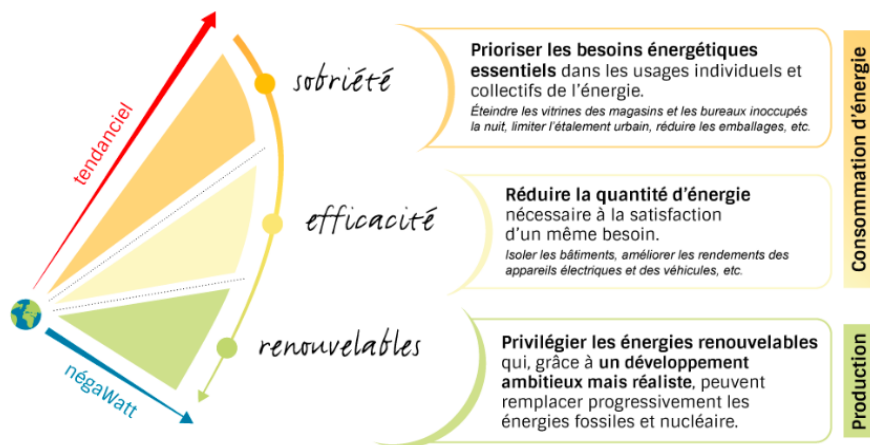 tendanciel
négaWatt
sobriété
Prioriser les besoins énergétiques
essentiels dans les usages individuels et
collectifs de l'énergie.
Éteindre les vitrines des magasins et les bureaux inoccupés
la nuit, limiter l'étalement urbain, réduire les emballages, etc.
efficacité
Réduire la quantité d'énergie
nécessaire à la satisfaction
d'un même besoin.
Isoler les bâtiments, améliorer les rendements des
appareils électriques et des véhicules, etc.
Consommation d'énergie
renouvelables
Privilégier les énergies renouvelables
qui, grâce à un développement
ambitieux mais réaliste, peuvent
remplacer progressivement les
énergies fossiles et nucléaire.
Production